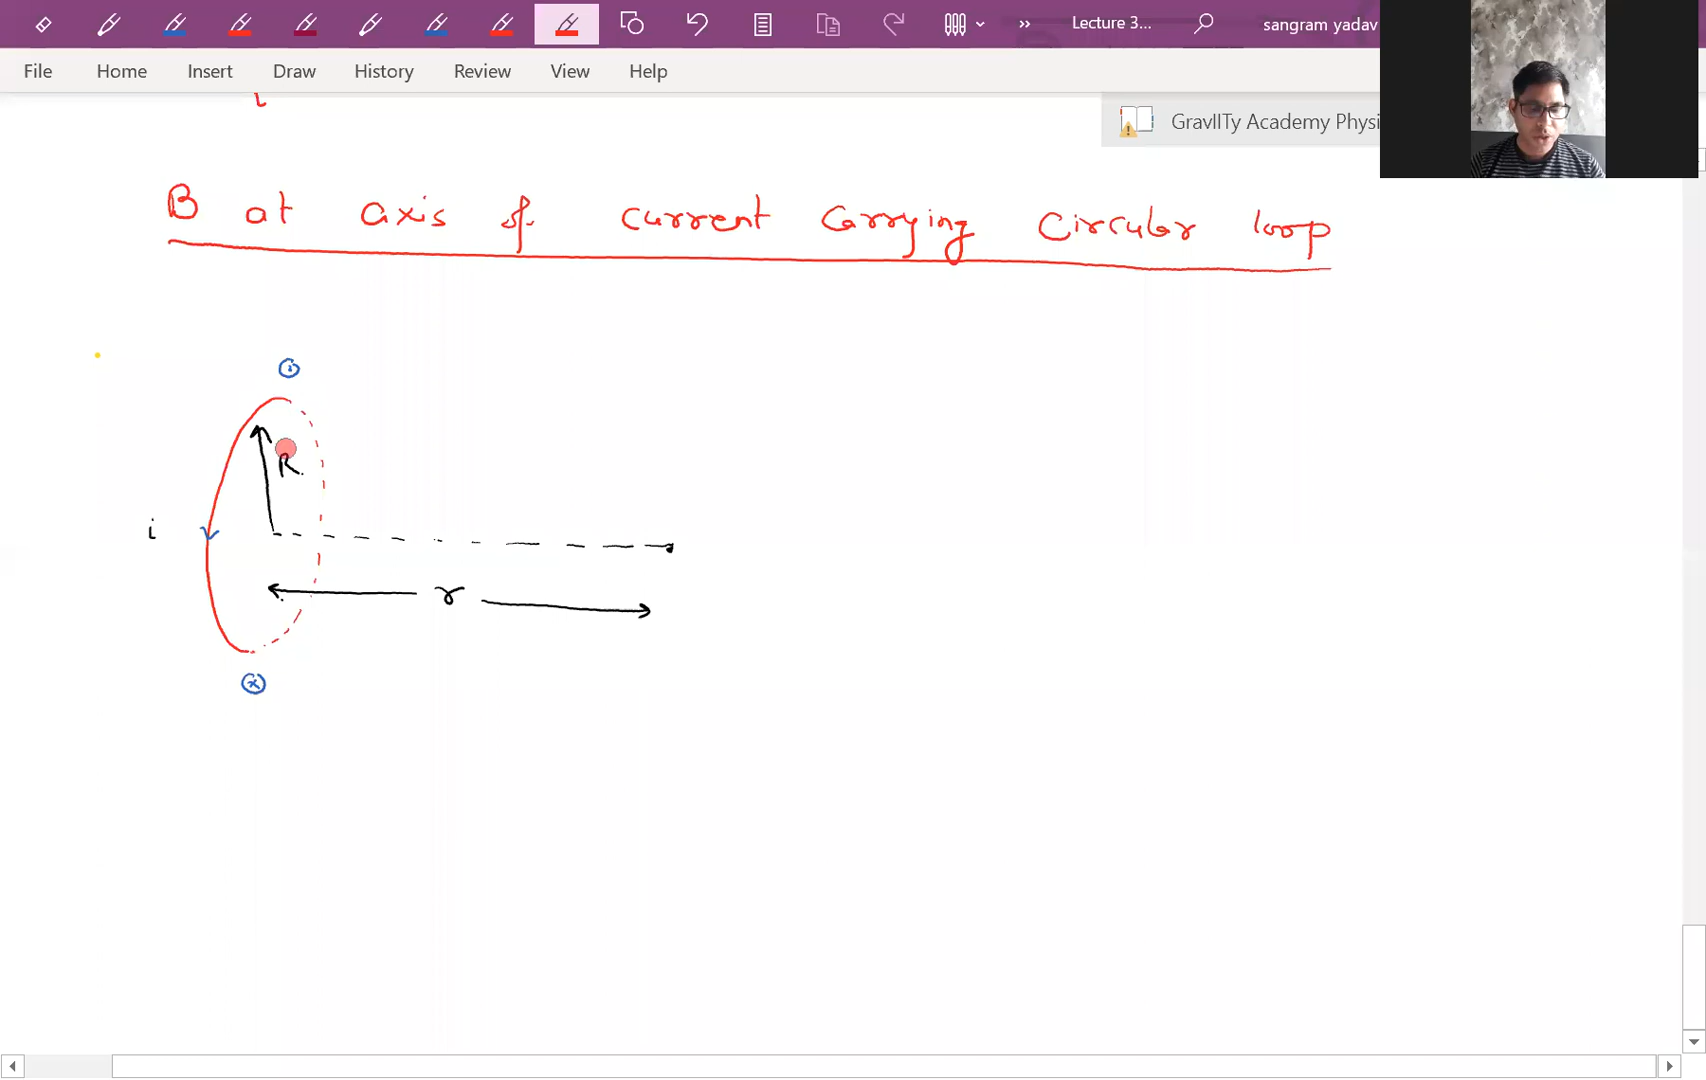 Lecture 3...
sangram yadav
File Home Insert Draw History Review View Help
GravIITy Academy Physi
B at axis of current carrying circular loop
R
i
r